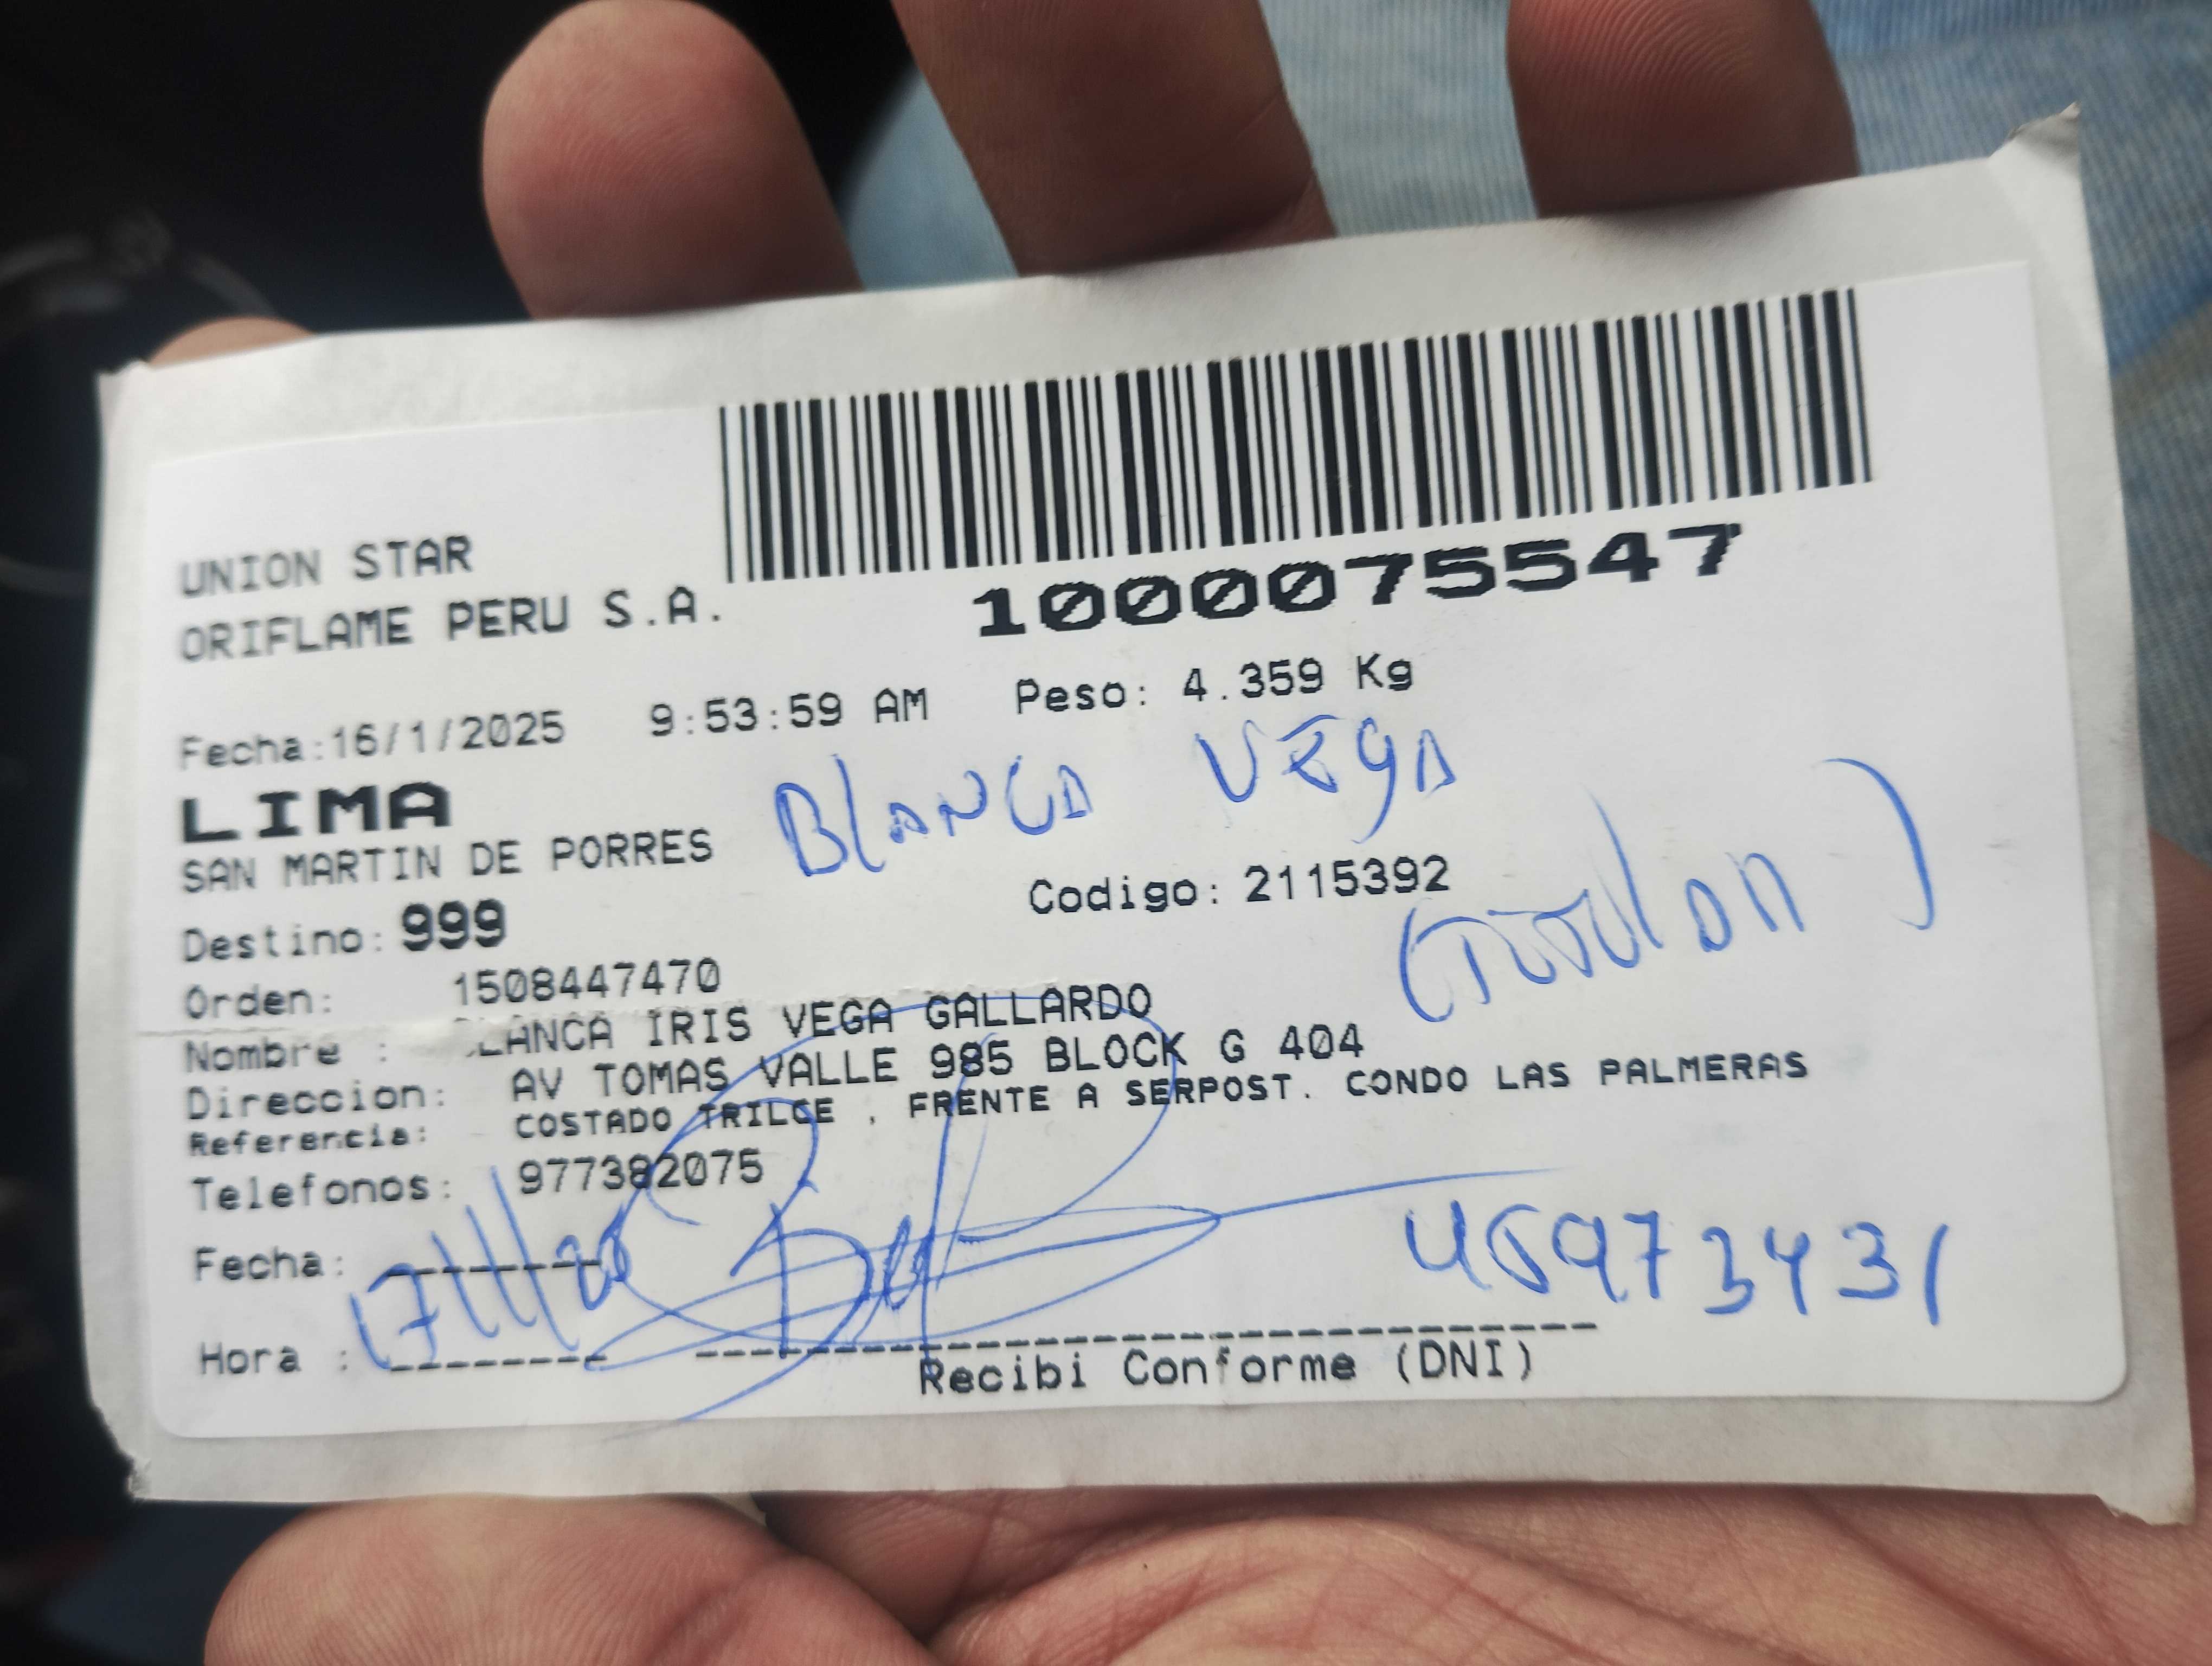 UNION STAR
ORIFLAME PERU S.A.
1000075547
Fecha:16/1/2025 9:53:59 AM Peso: 4.359 Kg
LIMA
BlANCA VEgA
SAN MARTIN DE PORRES
Codigo: 2115392
(TITULAR)
Destino: 999
Orden: 1508447470
Nombre : BLANCA IRIS VEGA GALLARDO
Direccion: AV TOMAS VALLE 985 BLOCK G 404
Referencia: COSTADO TRILCE , FRENTE A SERPOST. CONDO LAS PALMERAS
Telefonos: 977382075
Fecha:
45973431
Hora :
Recibi Conforme (DNI)